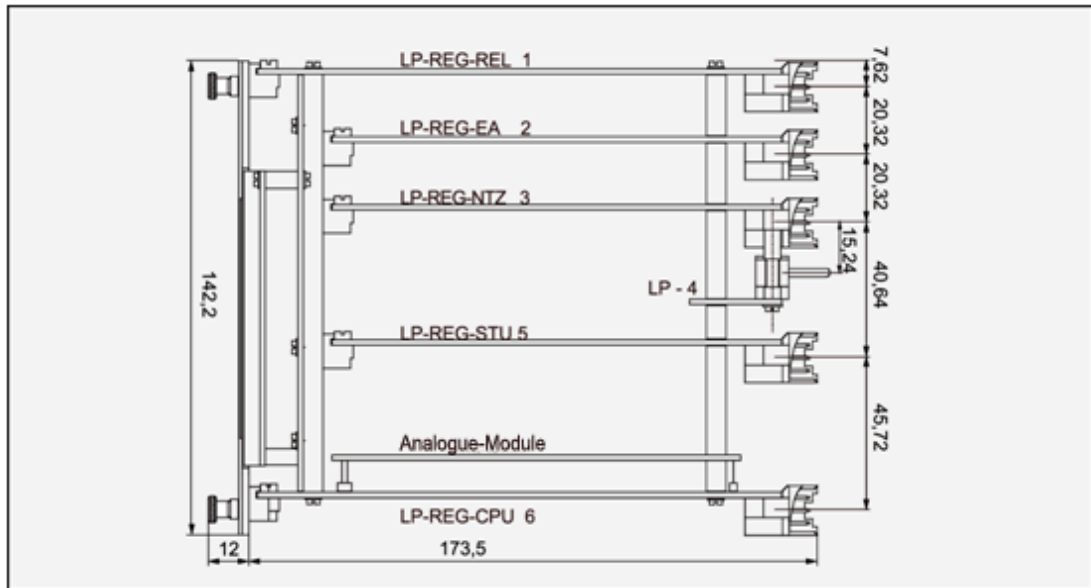 LP-REG-REL 1
7,62
LP-REG-EA 2
20,32
LP-REG-NTZ 3
20,32
15,24
142,2
LP - 4
40,64
LP-REG-STU 5
Analogue-Module
45,72
LP-REG-CPU 6
12
173,5